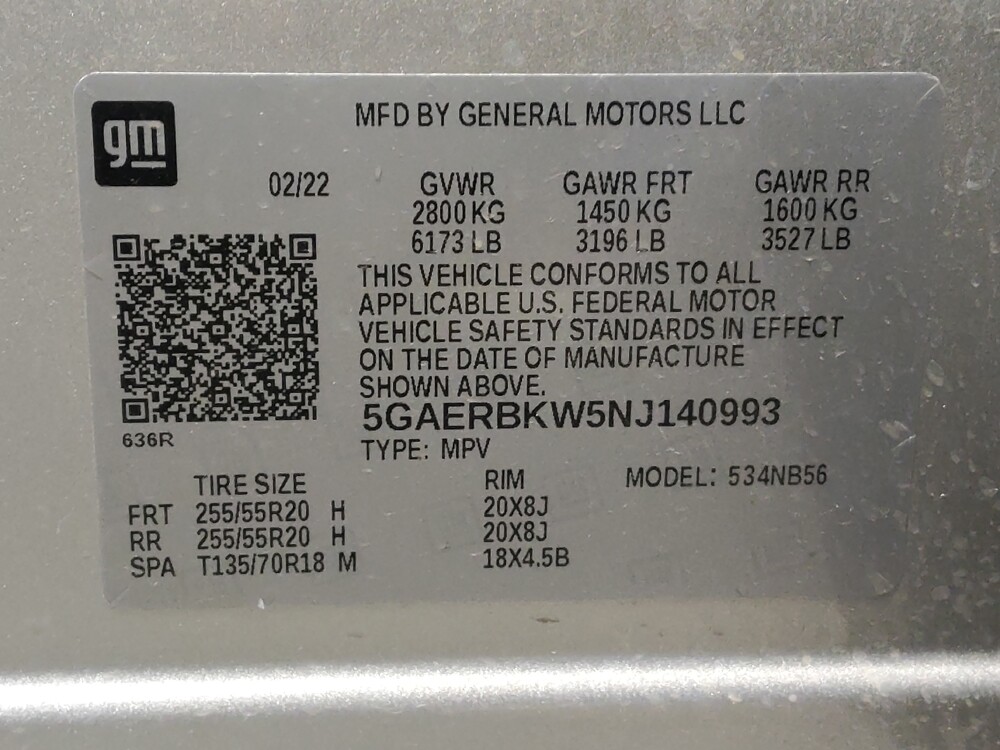 gm
MFD BY GENERAL MOTORS LLC
02/22 GVWR GAWR FRT GAWR RR
2800 KG 1450 KG 1600 KG
6173 LB 3196 LB 3527 LB
THIS VEHICLE CONFORMS TO ALL
APPLICABLE U.S. FEDERAL MOTOR
VEHICLE SAFETY STANDARDS IN EFFECT
ON THE DATE OF MANUFACTURE
SHOWN ABOVE.
5GAERBKW5NJ140993
636R
TYPE: MPV
TIRE SIZE RIM MODEL: 534NB56
FRT 255/55R20 H 20X8J
RR 255/55R20 H 20X8J
SPA T135/70R18 M 18X4.5B